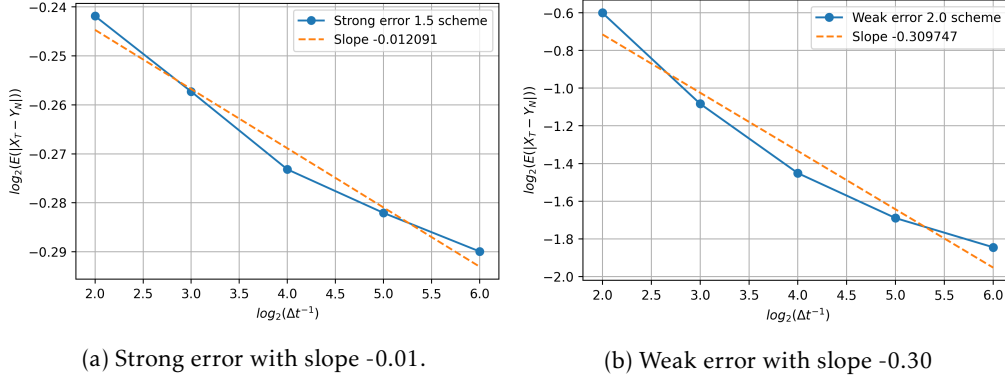 −0.24
−0.25
−0.26
−0.27
−0.28
−0.29
log₂(E(|X_T − Y_N|))
2.0 2.5 3.0 3.5 4.0 4.5 5.0 5.5 6.0
log₂(Δt⁻¹)
Strong error 1.5 scheme
Slope -0.012091
(a) Strong error with slope -0.01.
−0.6
−0.8
−1.0
−1.2
−1.4
−1.6
−1.8
−2.0
log₂(E(|X_T − Y_N|))
2.0 2.5 3.0 3.5 4.0 4.5 5.0 5.5 6.0
log₂(Δt⁻¹)
Weak error 2.0 scheme
Slope -0.309747
(b) Weak error with slope -0.30